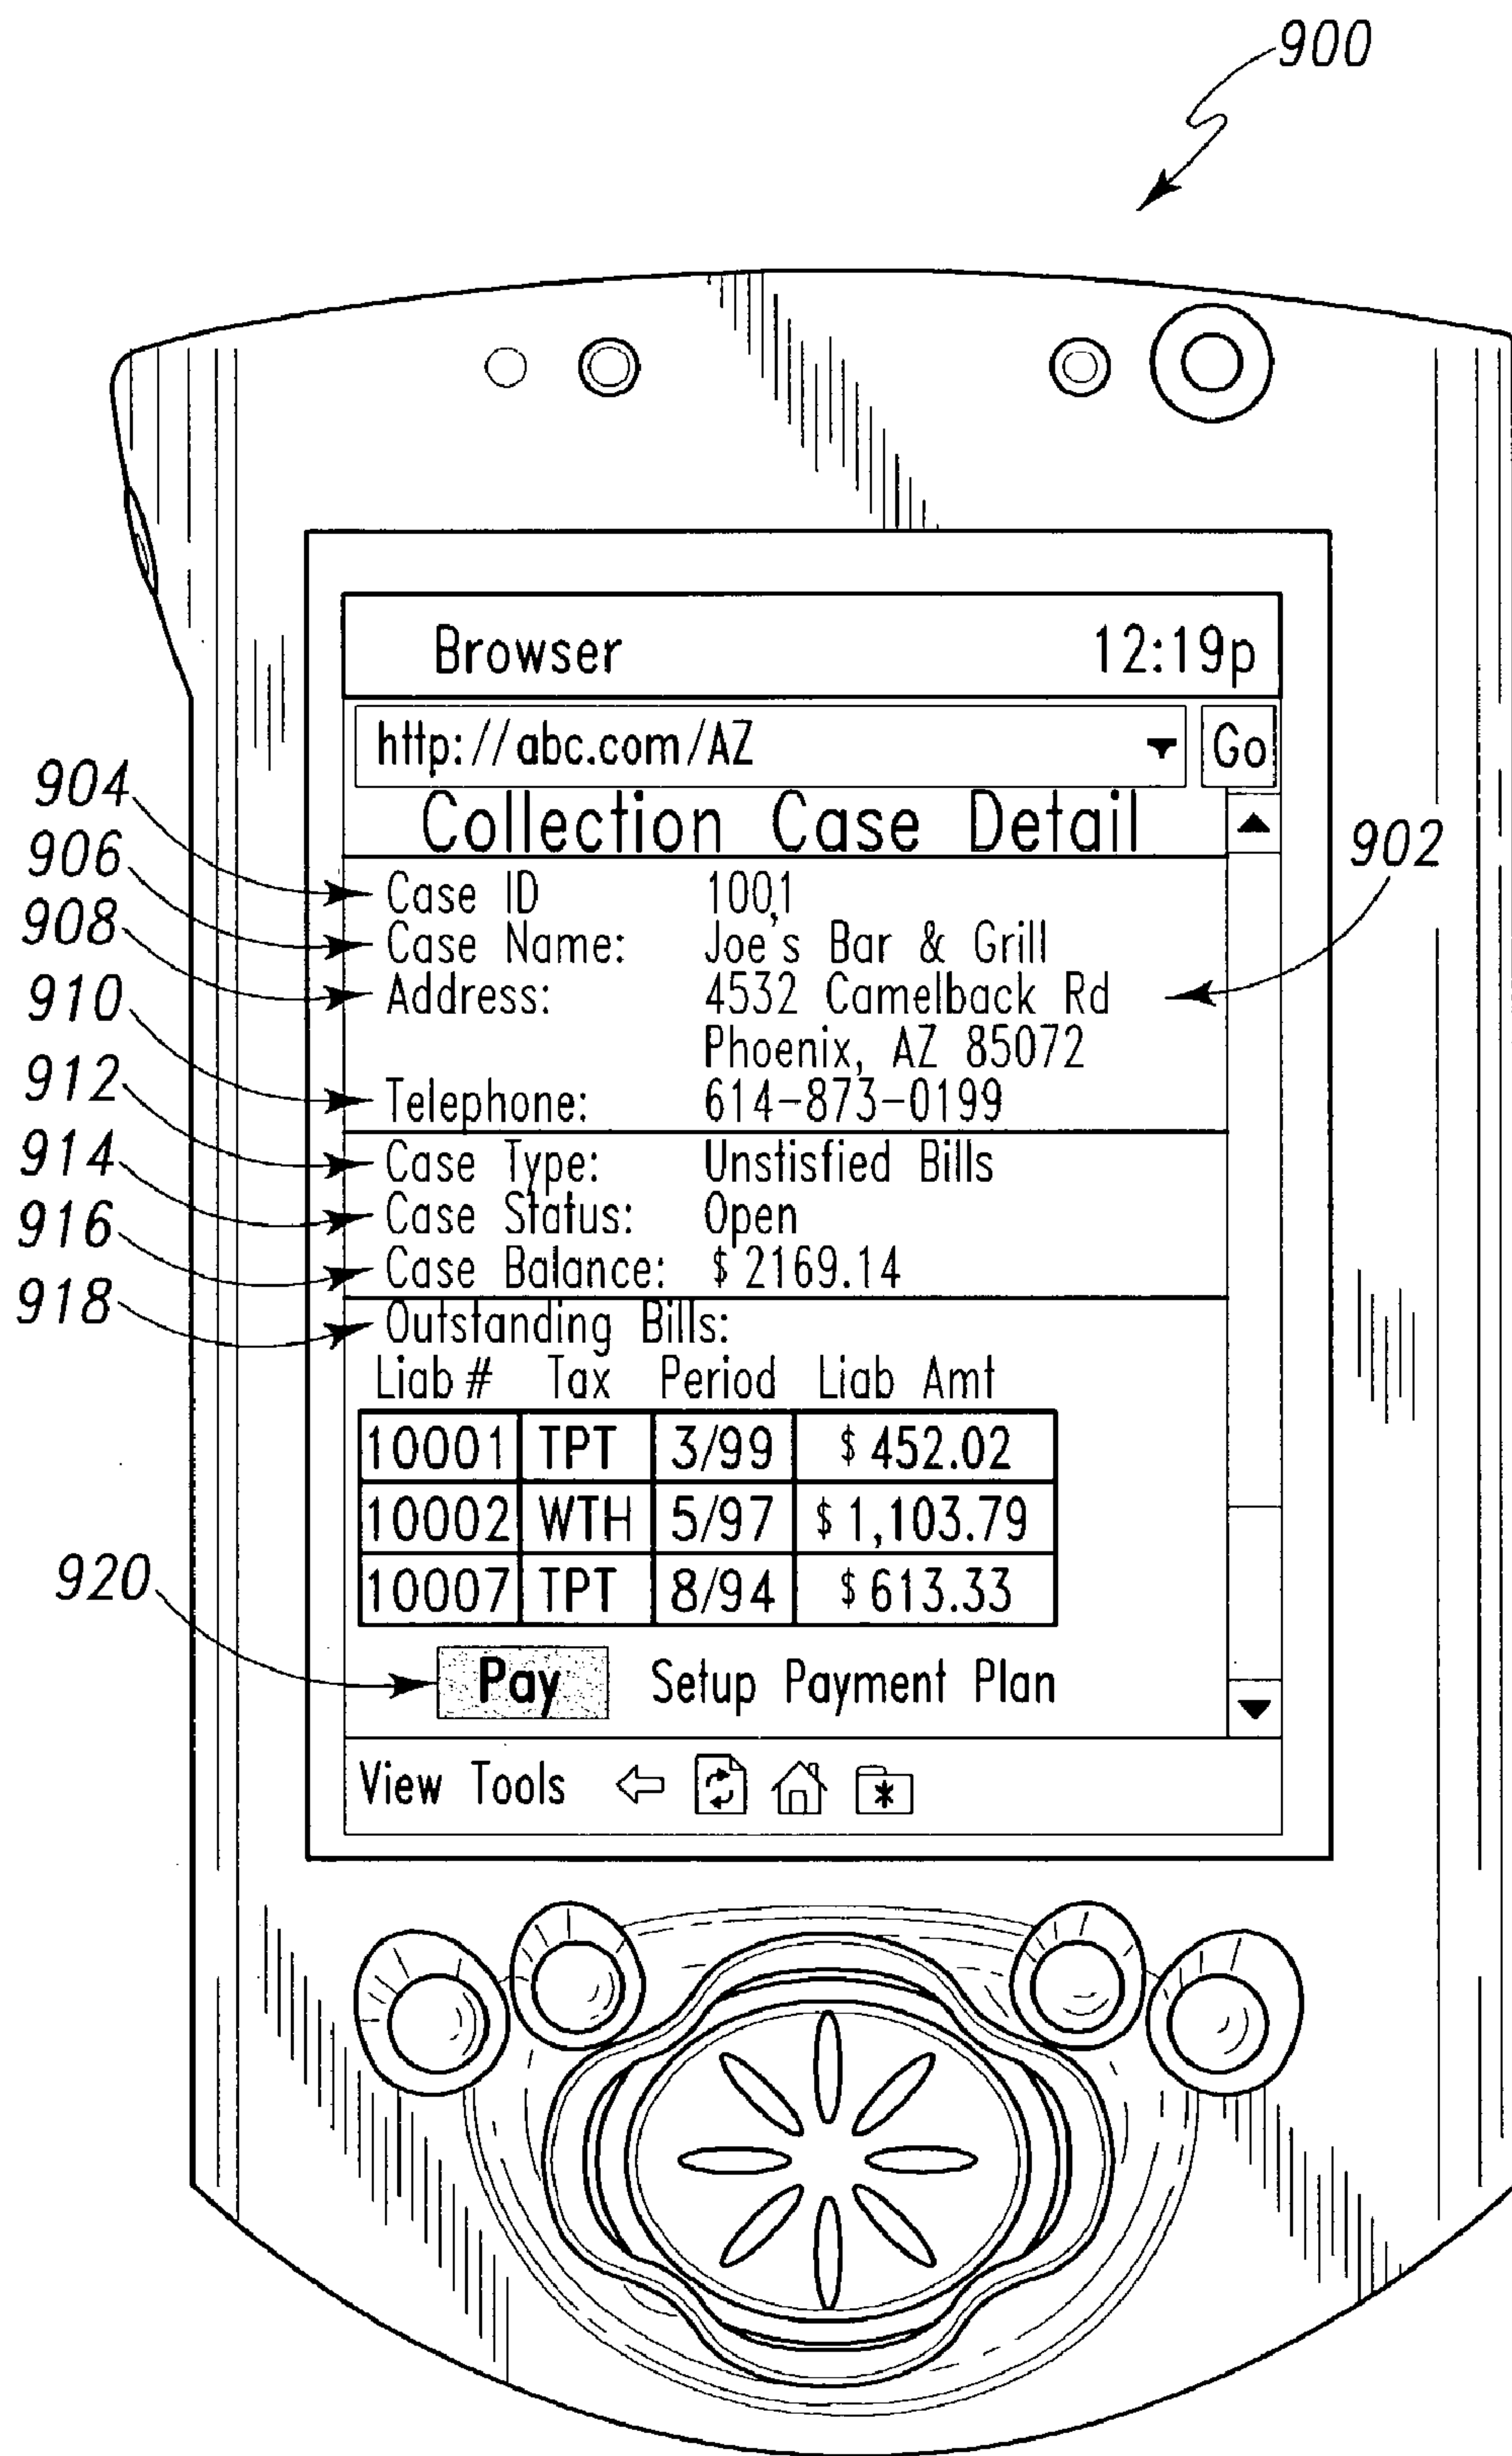 900
Browser 12:19p
http://abc.com/AZ Go
Collection Case Detail
904
902
906
Case ID 1001
908
Case Name: Joe's Bar & Grill
910
Address: 4532 Camelback Rd
Phoenix, AZ 85072
912
Telephone: 614-873-0199
914
Case Type: Unstisfied Bills
916
Case Status: Open
918
Case Balance: $ 2169.14
Outstanding Bills:
Liab # Tax Period Liab Amt
10001 TPT 3/99 $ 452.02
10002 WTH 5/97 $ 1,103.79
920
10007 TPT 8/94 $ 613.33
Pay Setup Payment Plan
View Tools